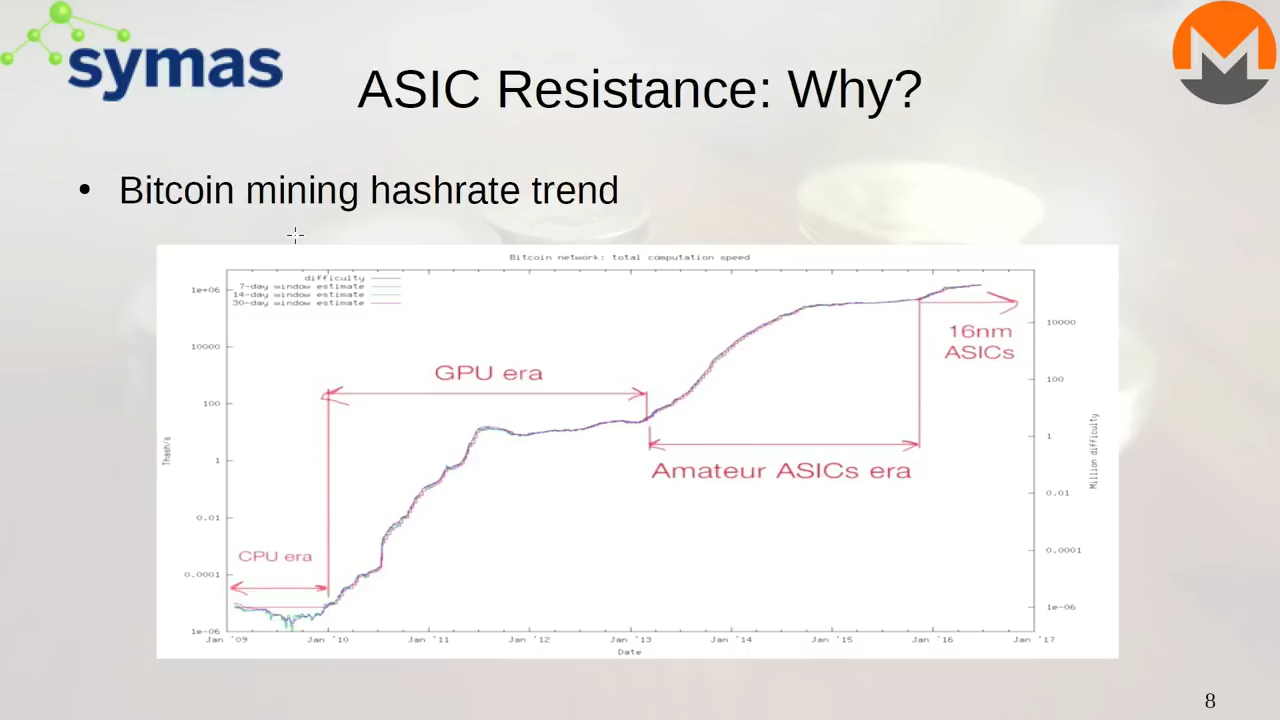 symas
ASIC Resistance: Why?
• Bitcoin mining hashrate trend
Bitcoin network: total computation speed
difficulty
7-day window estimate
14-day window estimate
30-day window estimate
1e+06
10000
100
1
0.01
0.0001
1e-06
Thash/s
10000
100
1
0.01
0.0001
1e-06
Million difficulty
CPU era
GPU era
Amateur ASICs era
16nm
ASICs
Jan '09
Jan '10
Jan '11
Jan '12
Jan '13
Jan '14
Jan '15
Jan '16
Jan '17
Date
8